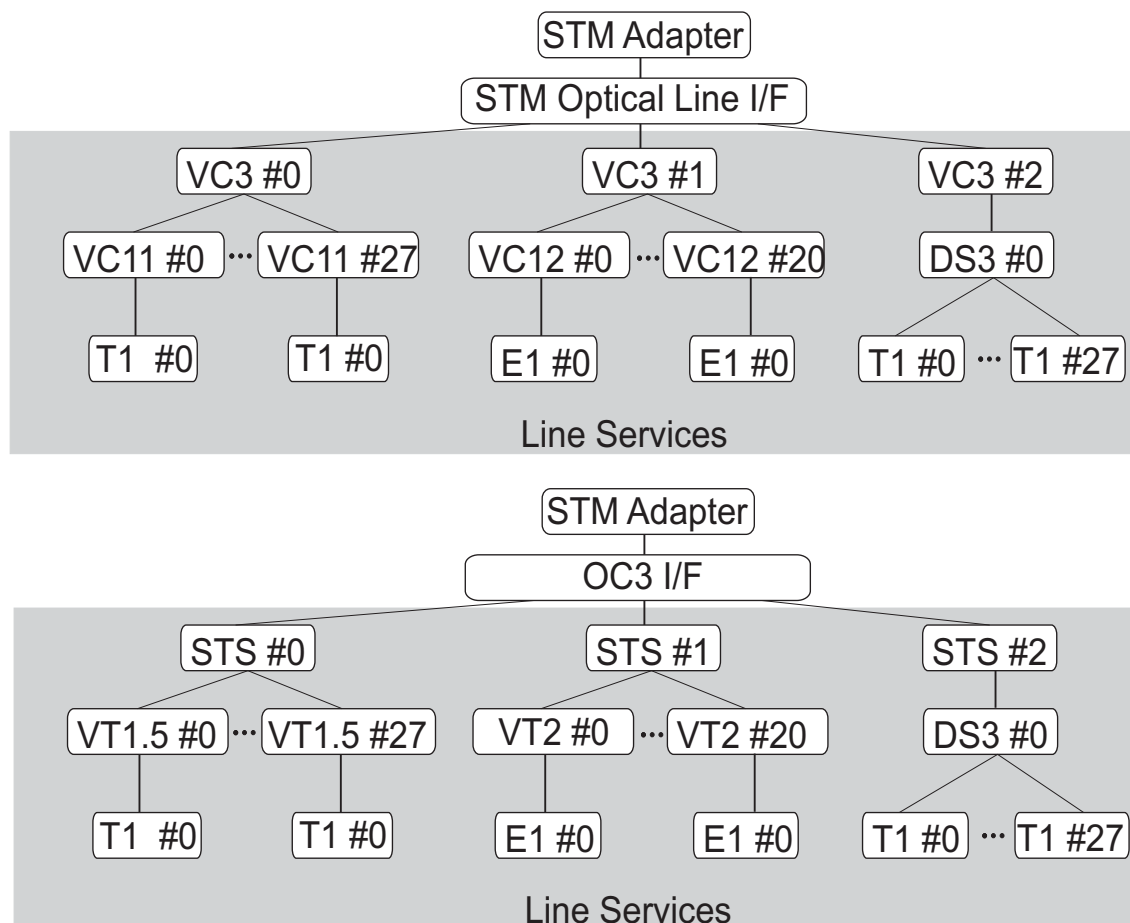 STM Adapter
STM Optical Line I/F
VC3 #0 VC3 #1 VC3 #2
VC11 #0 ··· VC11 #27 VC12 #0 ··· VC12 #20 DS3 #0
T1 #0 T1 #0 E1 #0 E1 #0 T1 #0 ··· T1 #27
Line Services
STM Adapter
OC3 I/F
STS #0 STS #1 STS #2
VT1.5 #0 ··· VT1.5 #27 VT2 #0 ··· VT2 #20 DS3 #0
T1 #0 T1 #0 E1 #0 E1 #0 T1 #0 ··· T1 #27
Line Services